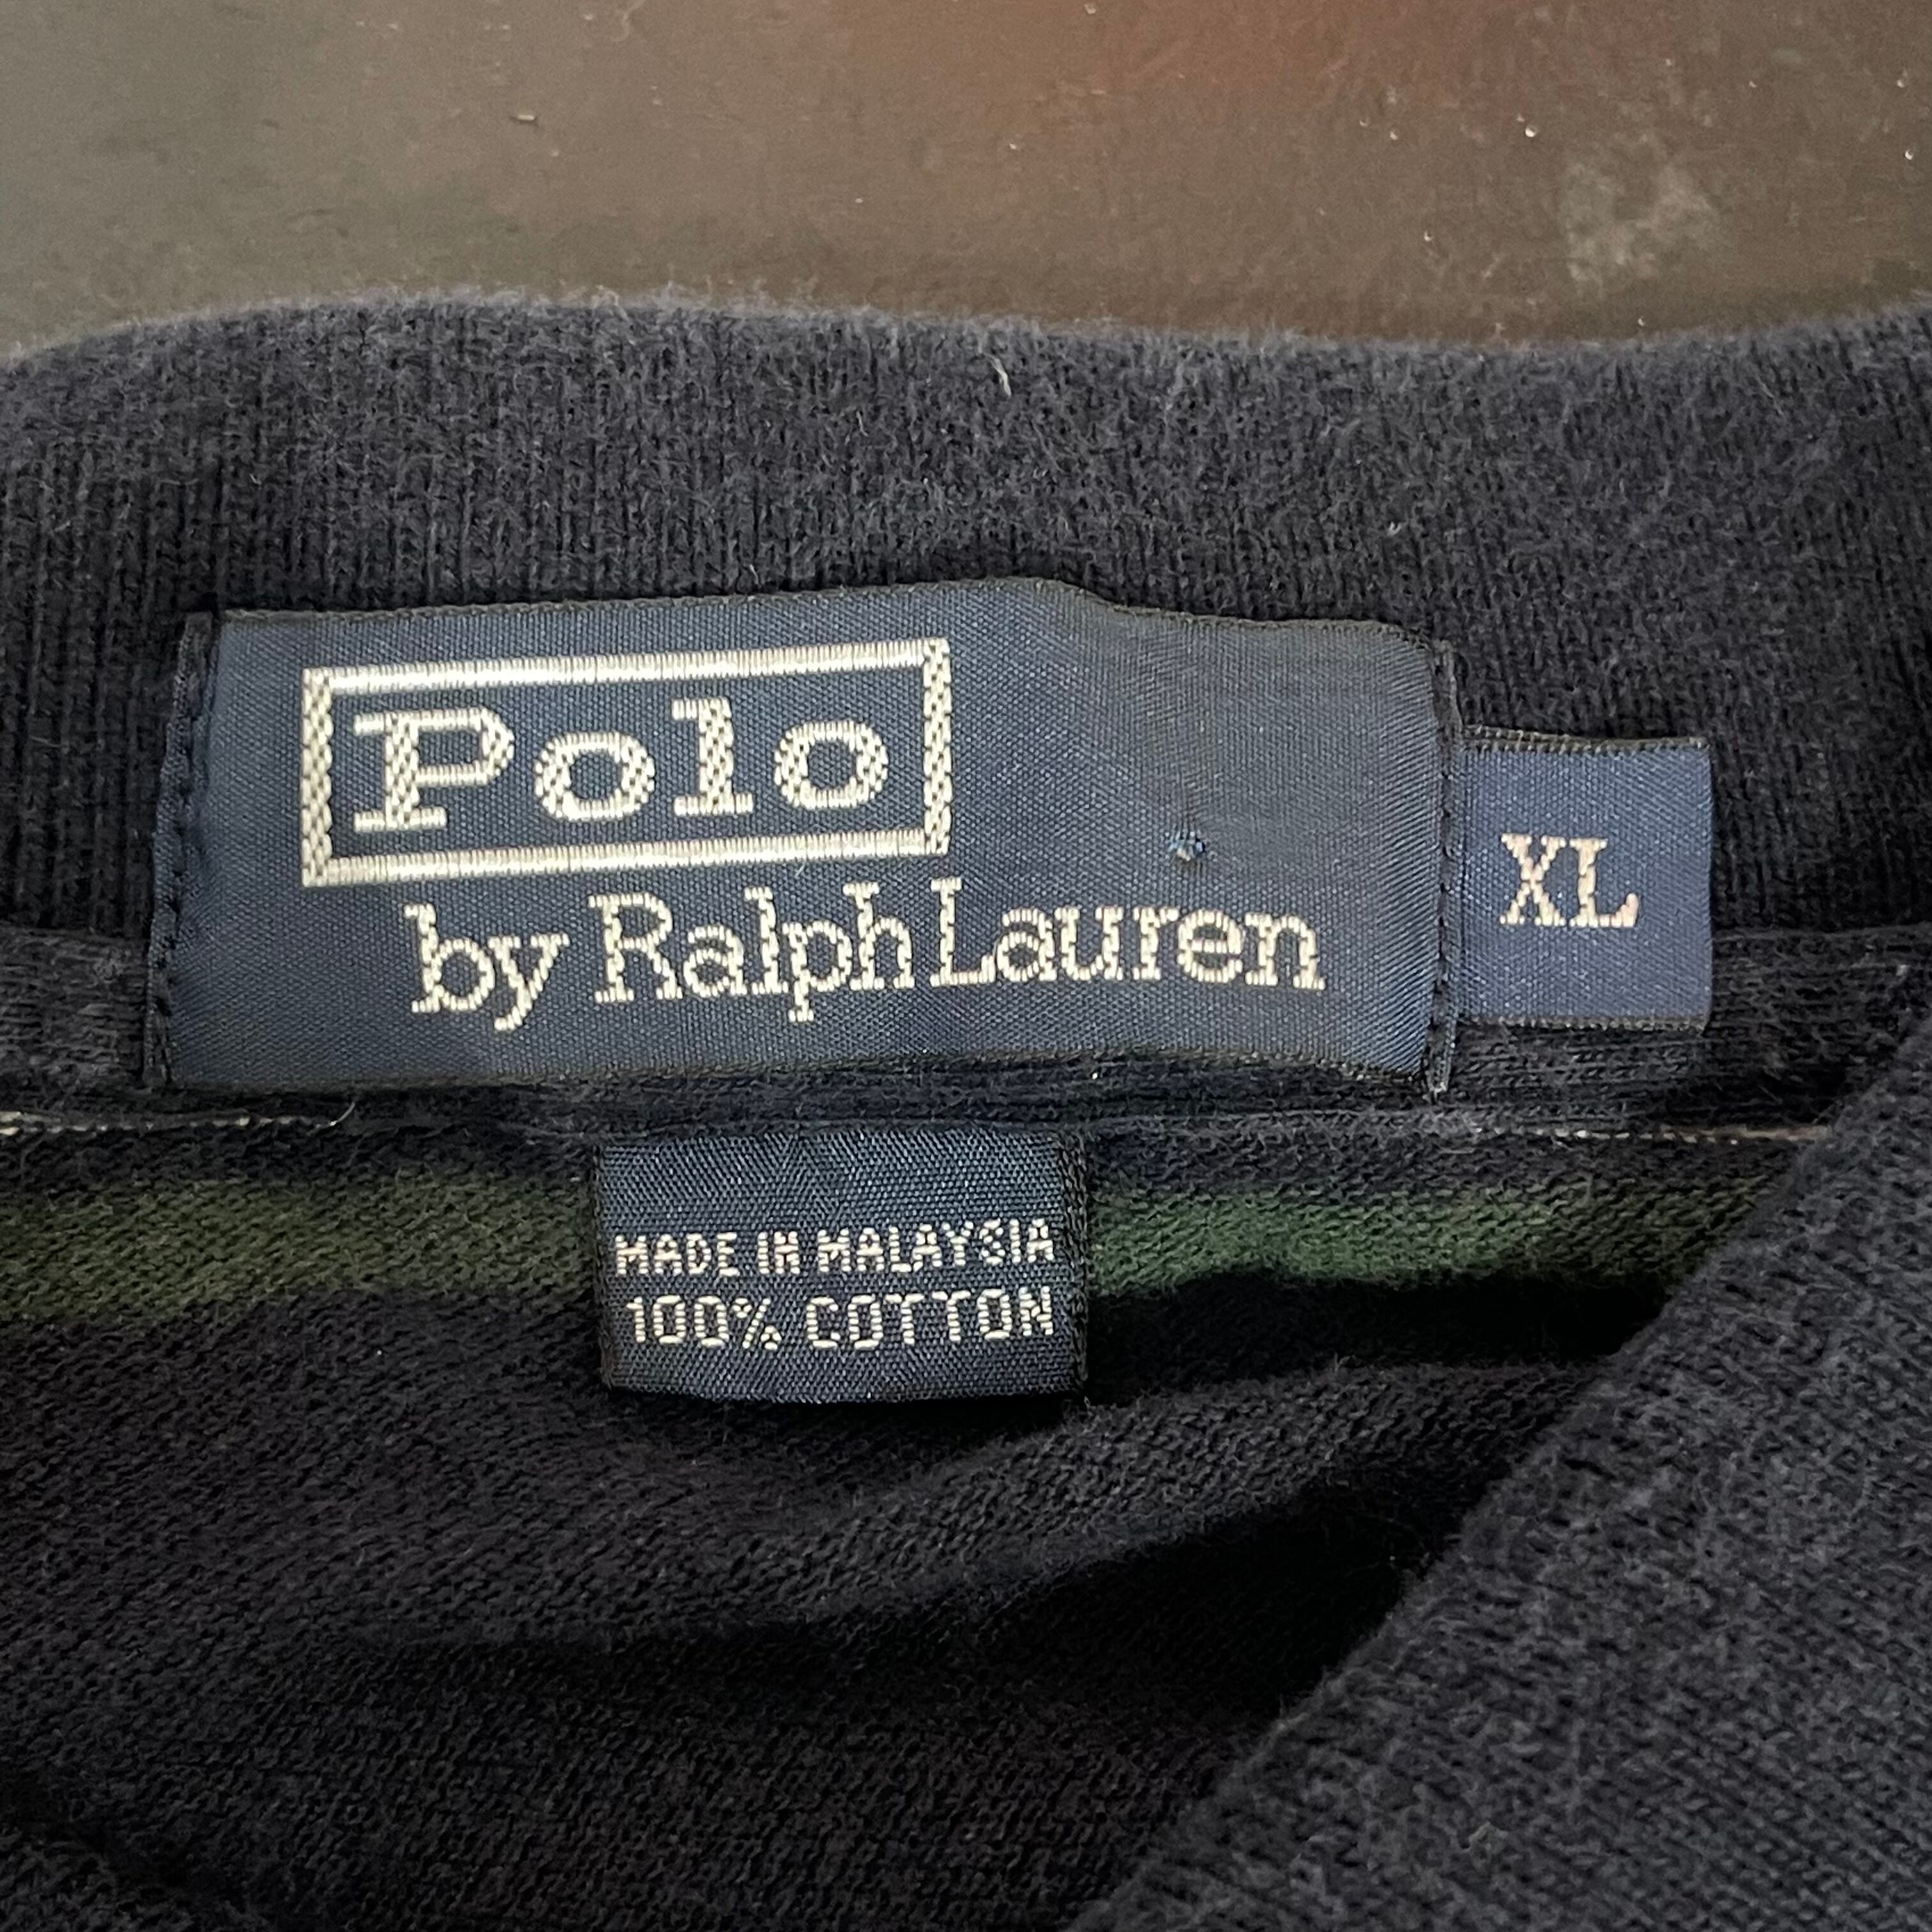 Polo
by Ralph Lauren
XL
MADE IN MALAYSIA
100% COTTON